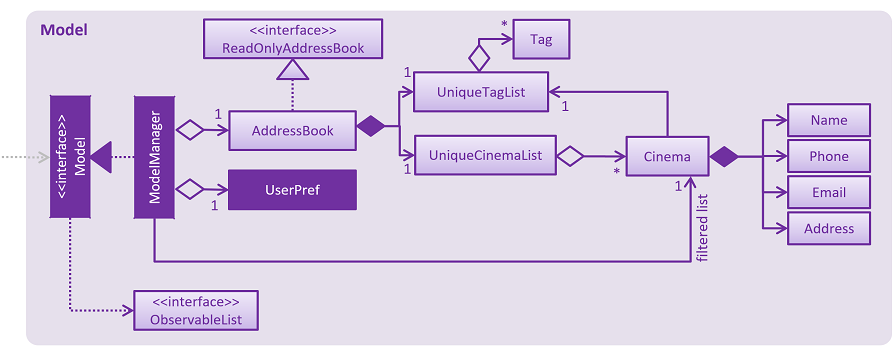 Model
<<interface>>
ReadOnlyAddressBook
*
Tag
1
UniqueTagList
1
<<interface>>
Model
ModelManager
1
AddressBook
1
UniqueCinemaList
*
Cinema
1
Name
Phone
Email
Address
1
UserPref
filtered list
<<interface>>
ObservableList